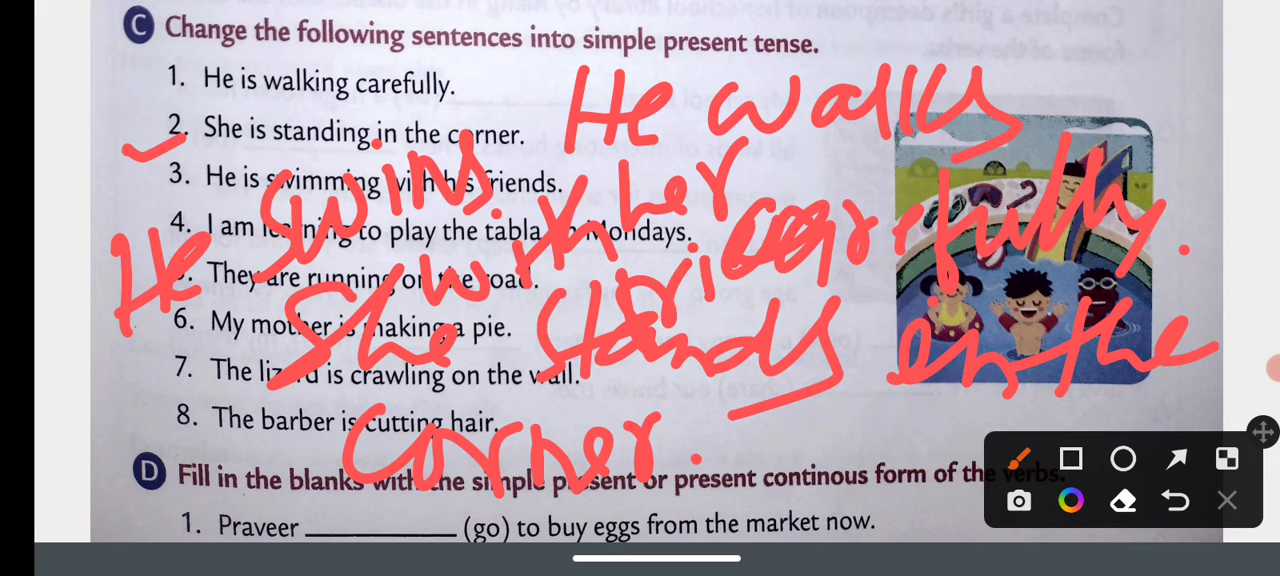 C Change the following sentences into simple present tense.
1. He is walking carefully.
2. She is standing in the corner.
3. He is swimming with his friends.
4. I am learning to play the tabla Mondays.
They are running on the road.
6. My mother is making a pie.
7. The is crawling on the wall.
8. The barber is cutting hair.
D Fill in the blanks with the simple present or present continous form of the verbs.
1. Praveer ____________ (go) to buy eggs from the market now.
He walks
carefully.
She stands in the
corner.
He swims
with her